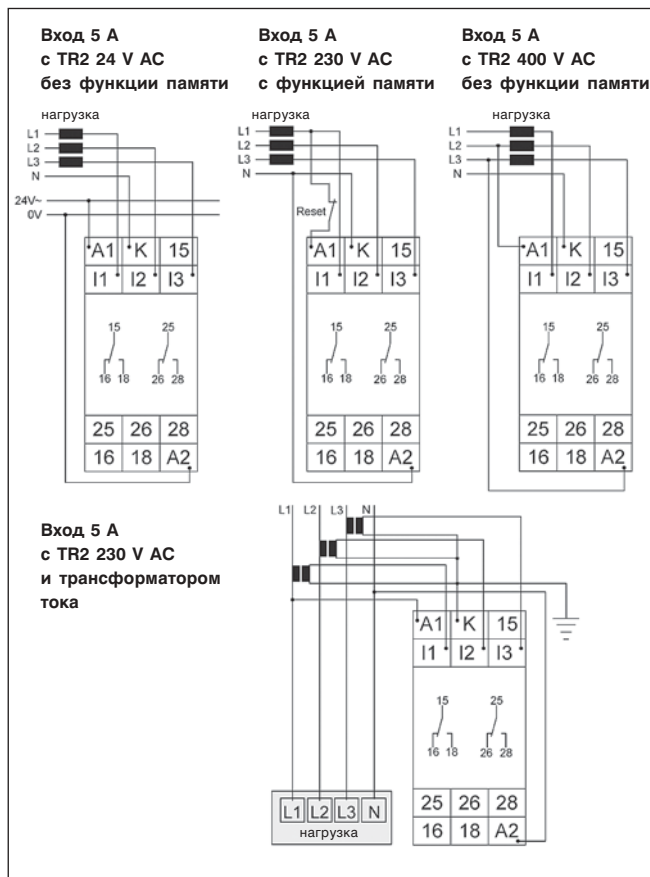 Вход 5 А
с TR2 24 V AC
без функции памяти
нагрузка
L1
L2
L3
N
24V~
0V
A1 K 15
I1 I2 I3
15 25
16 18 26 28
25 26 28
16 18 A2
Вход 5 А
с TR2 230 V AC
с функцией памяти
нагрузка
L1
L2
L3
N
Reset
A1 K 15
I1 I2 I3
15 25
16 18 26 28
25 26 28
16 18 A2
Вход 5 А
с TR2 400 V AC
без функции памяти
нагрузка
L1
L2
L3
N
A1 K 15
I1 I2 I3
15 25
16 18 26 28
25 26 28
16 18 A2
Вход 5 А
с TR2 230 V AC
и трансформатором
тока
L1 L2 L3 N
A1 K 15
I1 I2 I3
15 25
16 18 26 28
25 26 28
16 18 A2
L1 L2 L3 N
нагрузка